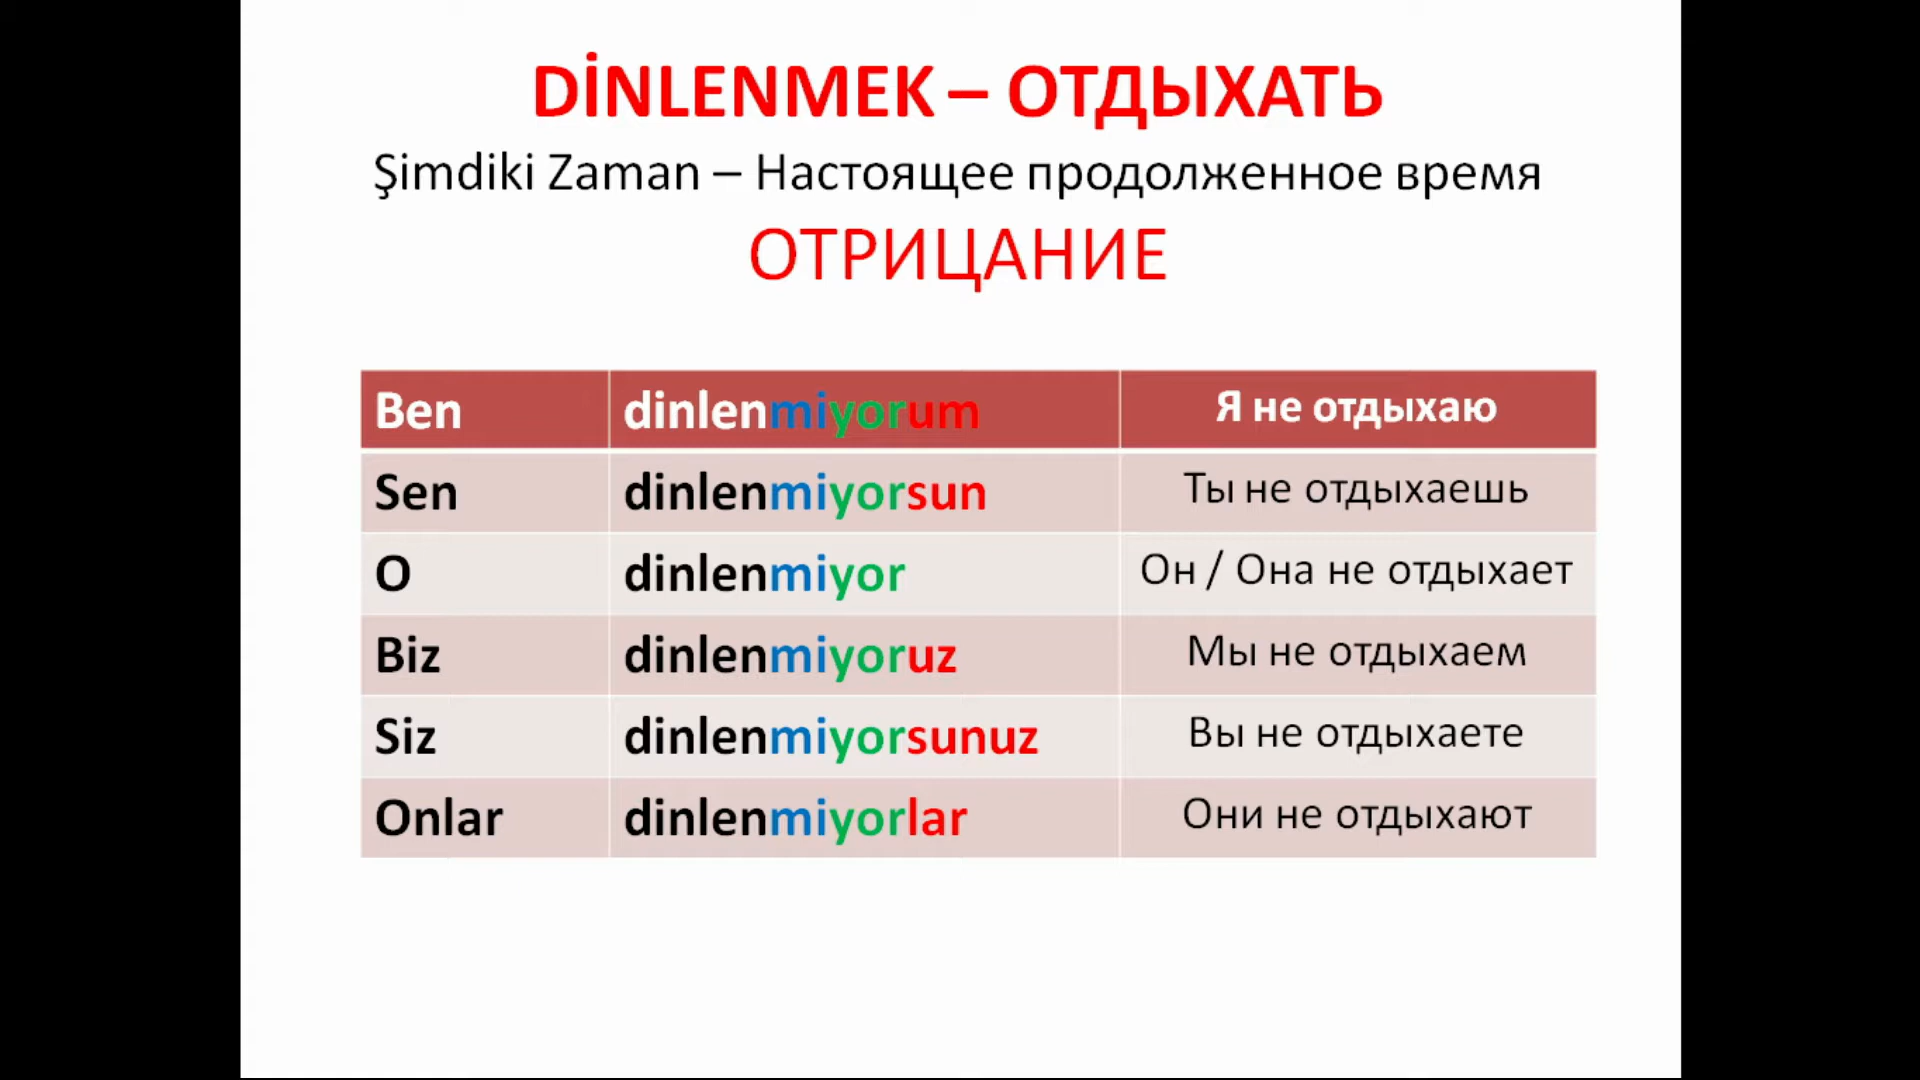 DİNLENMEK – ОТДЫХАТЬ
Şimdiki Zaman – Настоящее продолженное время
ОТРИЦАНИЕ
Ben dinlenmiyorum Я не отдыхаю
Sen dinlenmiyorsun Ты не отдыхаешь
O dinlenmiyor Он / Она не отдыхает
Biz dinlenmiyoruz Мы не отдыхаем
Siz dinlenmiyorsunuz Вы не отдыхаете
Onlar dinlenmiyorlar Они не отдыхают